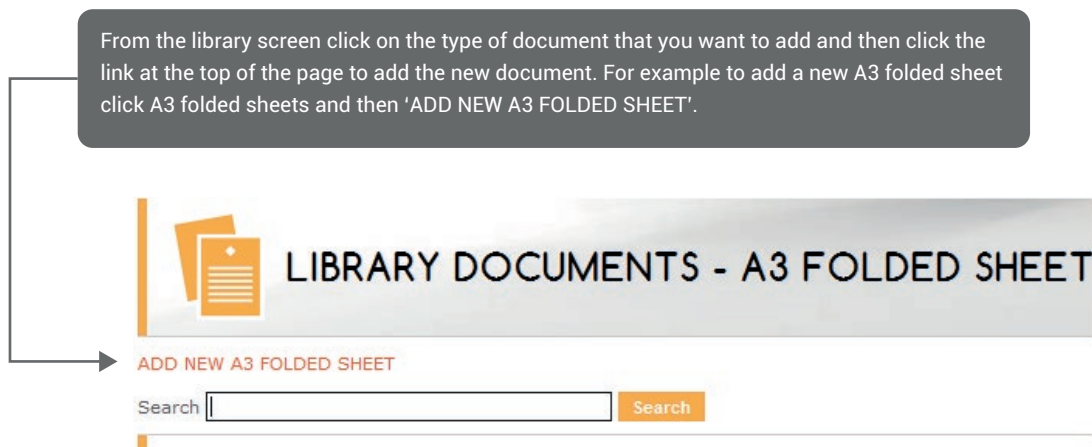 From the library screen click on the type of document that you want to add and then click the
link at the top of the page to add the new document. For example to add a new A3 folded sheet
click A3 folded sheets and then ‘ADD NEW A3 FOLDED SHEET’.
LIBRARY DOCUMENTS - A3 FOLDED SHEET
ADD NEW A3 FOLDED SHEET
Search Search